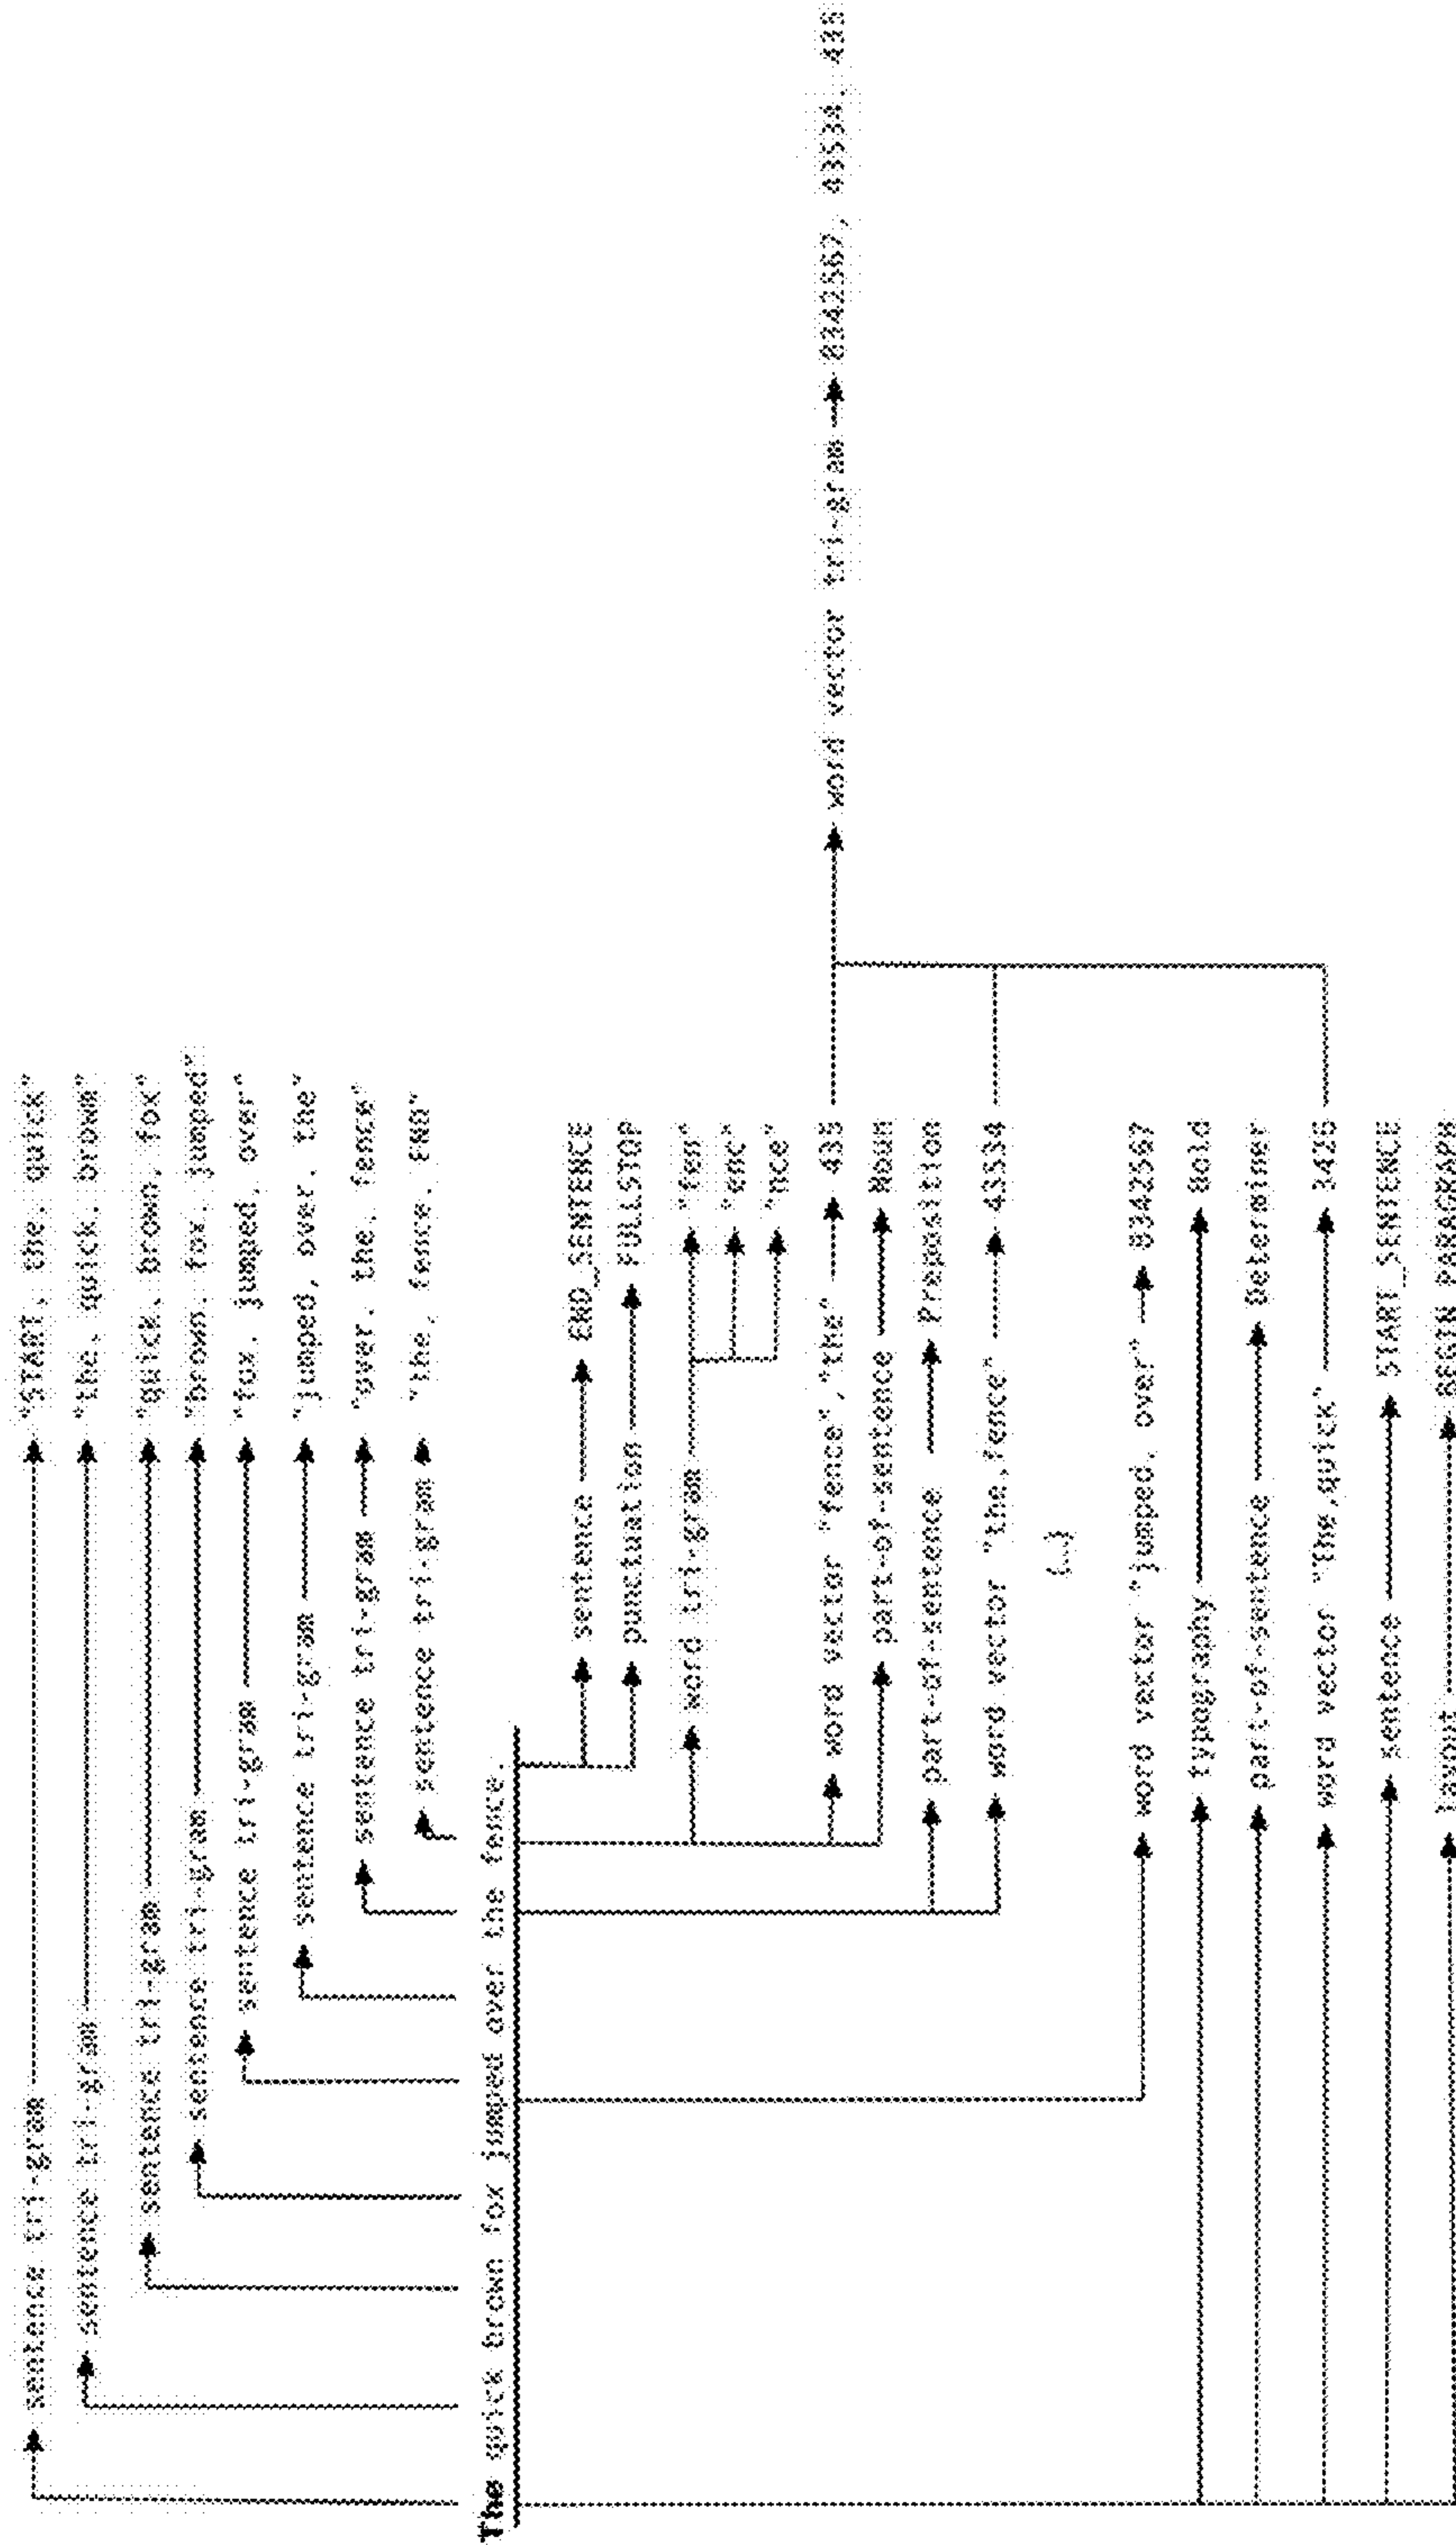 sentence tri-gram "START, the, quick"
sentence tri-gram "the, quick, brown"
sentence tri-gram "quick, brown, fox"
sentence tri-gram "brown, fox, jumped"
sentence tri-gram "fox, jumped, over"
sentence tri-gram "jumped, over, the"
sentence tri-gram "over, the, fence"
sentence tri-gram "the, fence, END"
The quick brown fox jumped over the fence.
sentence END_SENTENCE
punctuation FULLSTOP
word tri-gram "fen"
"enc"
"nce"
word vector "fence","the" 435
word vector tri-gram 8342567, 43534, 435
part-of-sentence Noun
part-of-sentence Preposition
word vector "the,fence" 43534
[...]
word vector "jumped, over" 8342567
typography Bold
part-of-sentence Determiner
word vector "The,quick" 1426
sentence START_SENTENCE
layout BEGIN_PARAGRAPH